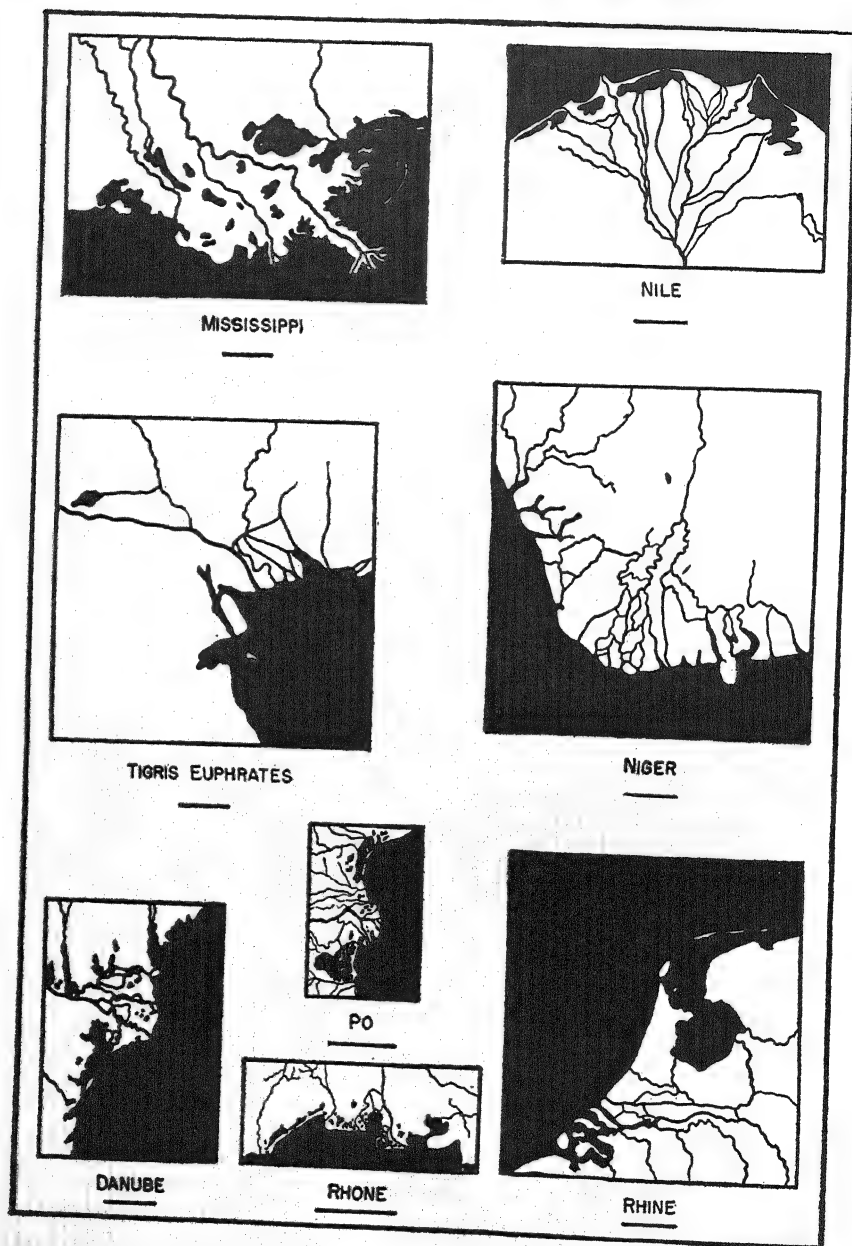 MISSISSIPPI
NILE
TIGRIS EUPHRATES
NIGER
PO
DANUBE
RHONE
RHINE